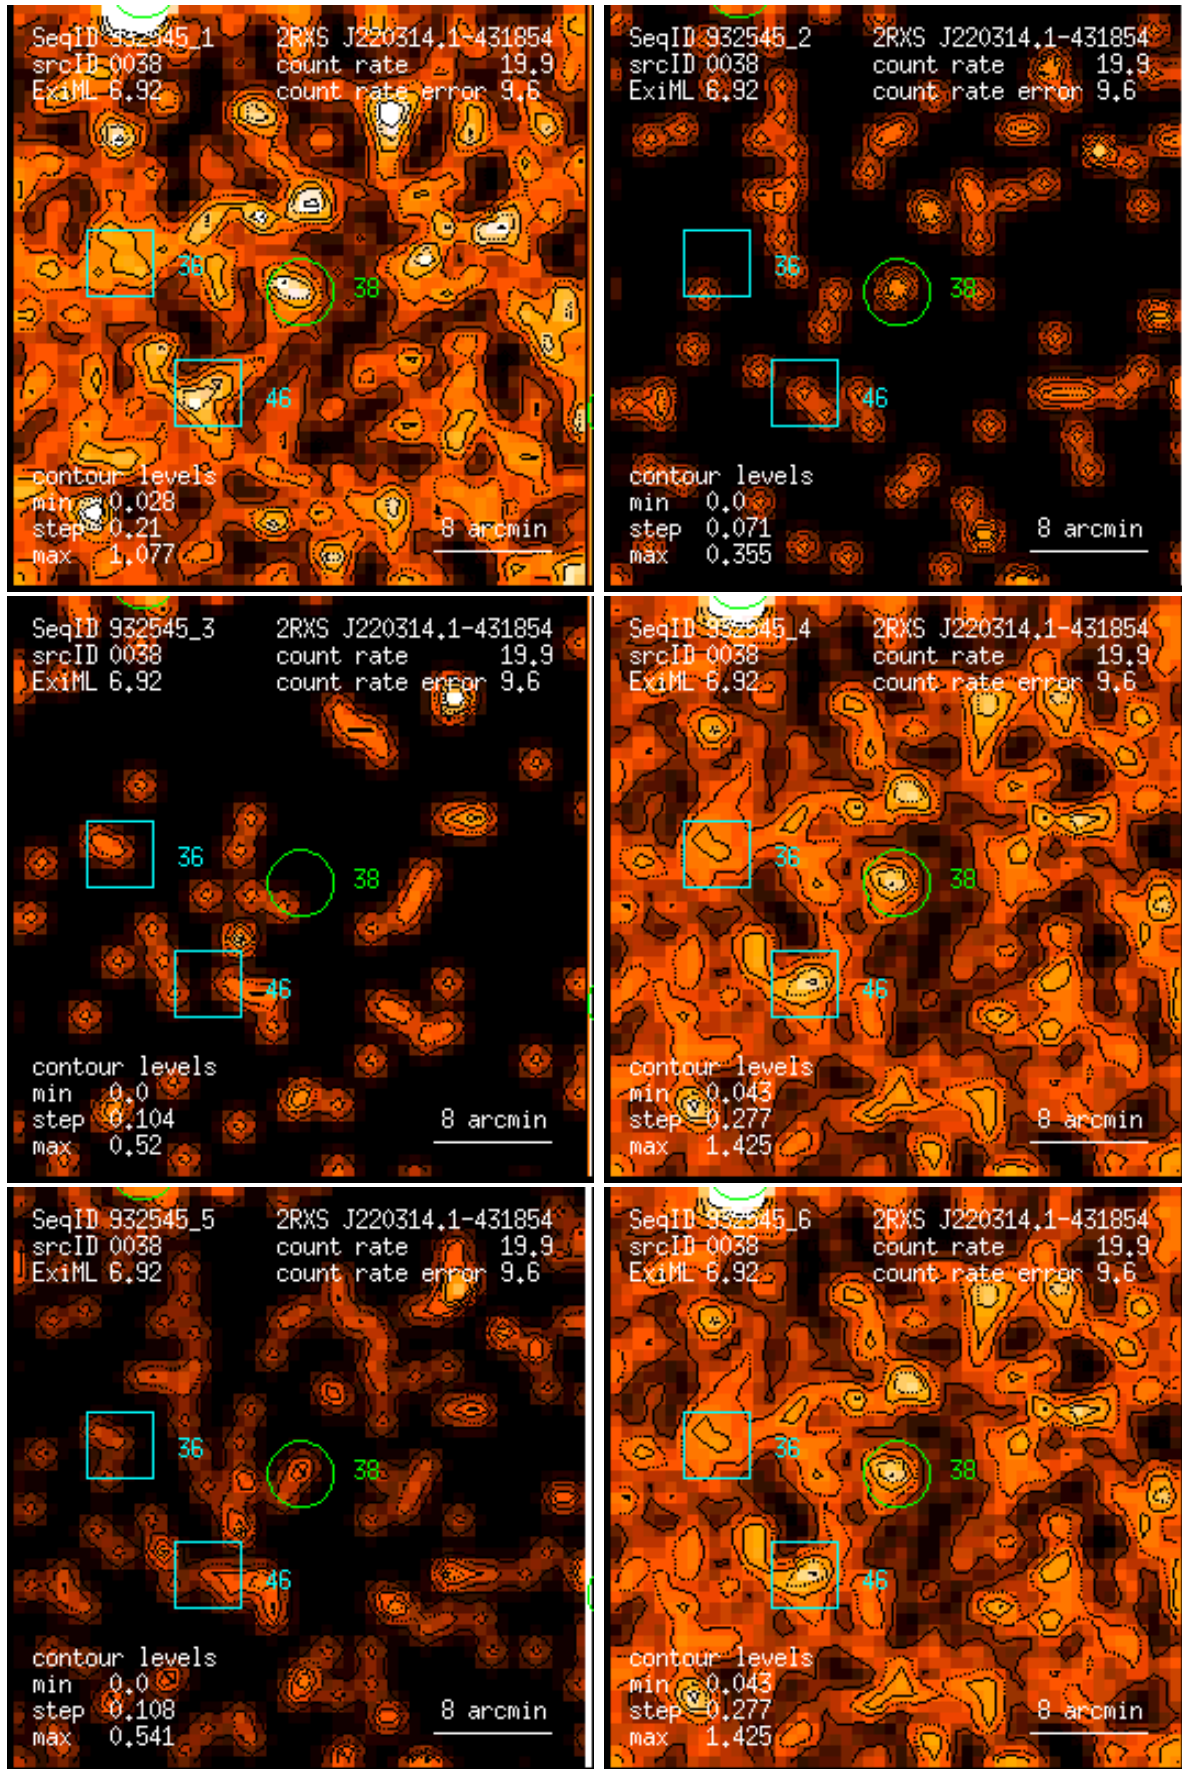 SeqID 932545_1 2RXS J220314.1-431854
srcID 0038 count rate 19.9
ExiML 6.92 count rate error 9.6
36
38
46
contour levels
min 0.028
step 0.21 8 arcmin
max 1.077
SeqID 932545_2 2RXS J220314.1-431854
srcID 0038 count rate 19.9
ExiML 6.92 count rate error 9.6
36
38
46
contour levels
min 0.0
step 0.071 8 arcmin
max 0.355
SeqID 932545_3 2RXS J220314.1-431854
srcID 0038 count rate 19.9
ExiML 6.92 count rate error 9.6
36
38
46
contour levels
min 0.0
step 0.104 8 arcmin
max 0.52
SeqID 932545_4 2RXS J220314.1-431854
srcID 0038 count rate 19.9
ExiML 6.92 count rate error 9.6
36
38
46
contour levels
min 0.043
step 0.277 8 arcmin
max 1.425
SeqID 932545_5 2RXS J220314.1-431854
srcID 0038 count rate 19.9
ExiML 6.92 count rate error 9.6
36
38
46
contour levels
min 0.0
step 0.108 8 arcmin
max 0.541
SeqID 932545_6 2RXS J220314.1-431854
srcID 0038 count rate 19.9
ExiML 6.92 count rate error 9.6
36
38
46
contour levels
min 0.043
step 0.277 8 arcmin
max 1.425